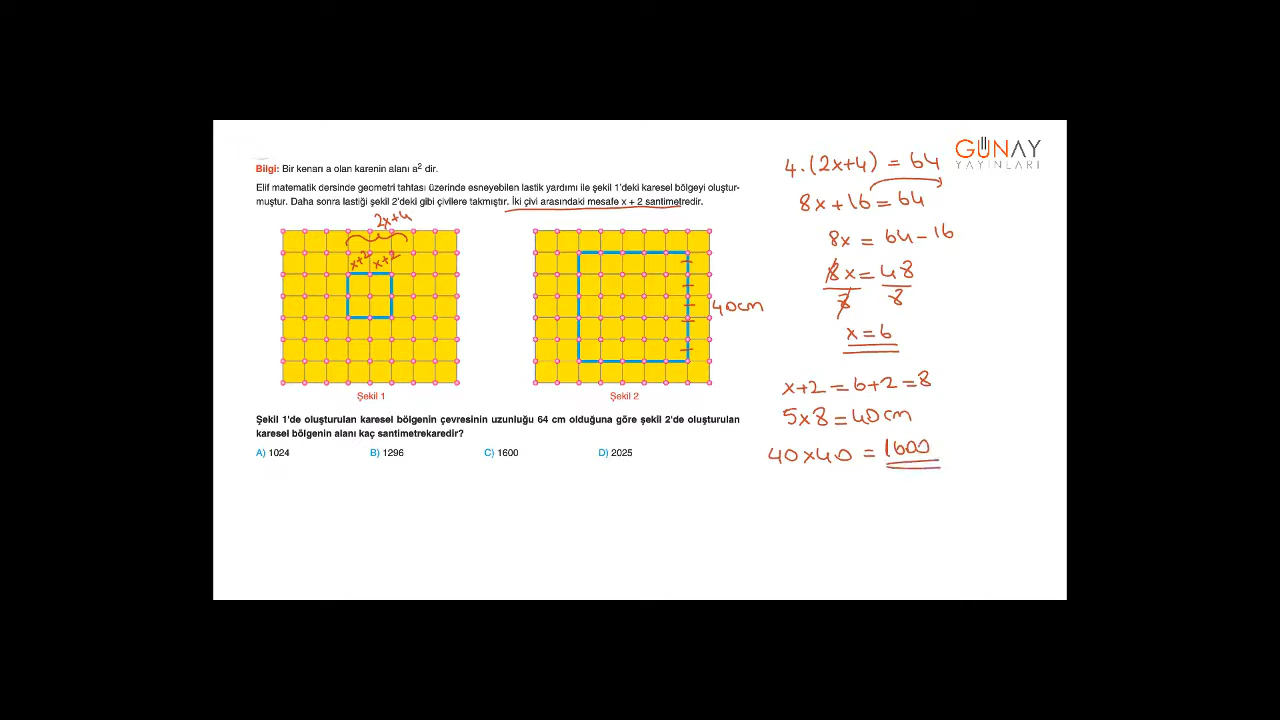 GÜNAY
YAYINLARI
Bilgi: Bir kenarı a olan karenin alanı a² dir.
Elif matematik dersinde geometri tahtası üzerinde esneyebilen lastik yardımı ile şekil 1'deki karesel bölgeyi oluştur-
muştur. Daha sonra lastiği şekil 2'deki gibi çivilere takmıştır. İki çivi arasındaki mesafe x + 2 santimetredir.
2x+4
x+2 x+2
40cm
Şekil 1
Şekil 2
Şekil 1'de oluşturulan karesel bölgenin çevresinin uzunluğu 64 cm olduğuna göre şekil 2'de oluşturulan
karesel bölgenin alanı kaç santimetrekaredir?
A) 1024
B) 1296
C) 1600
D) 2025
4.(2x+4) = 64
8x+16=64
8x = 64-16
8x=48
8 8
x=6
x+2=6+2=8
5x8=40cm
40x40 = 1600